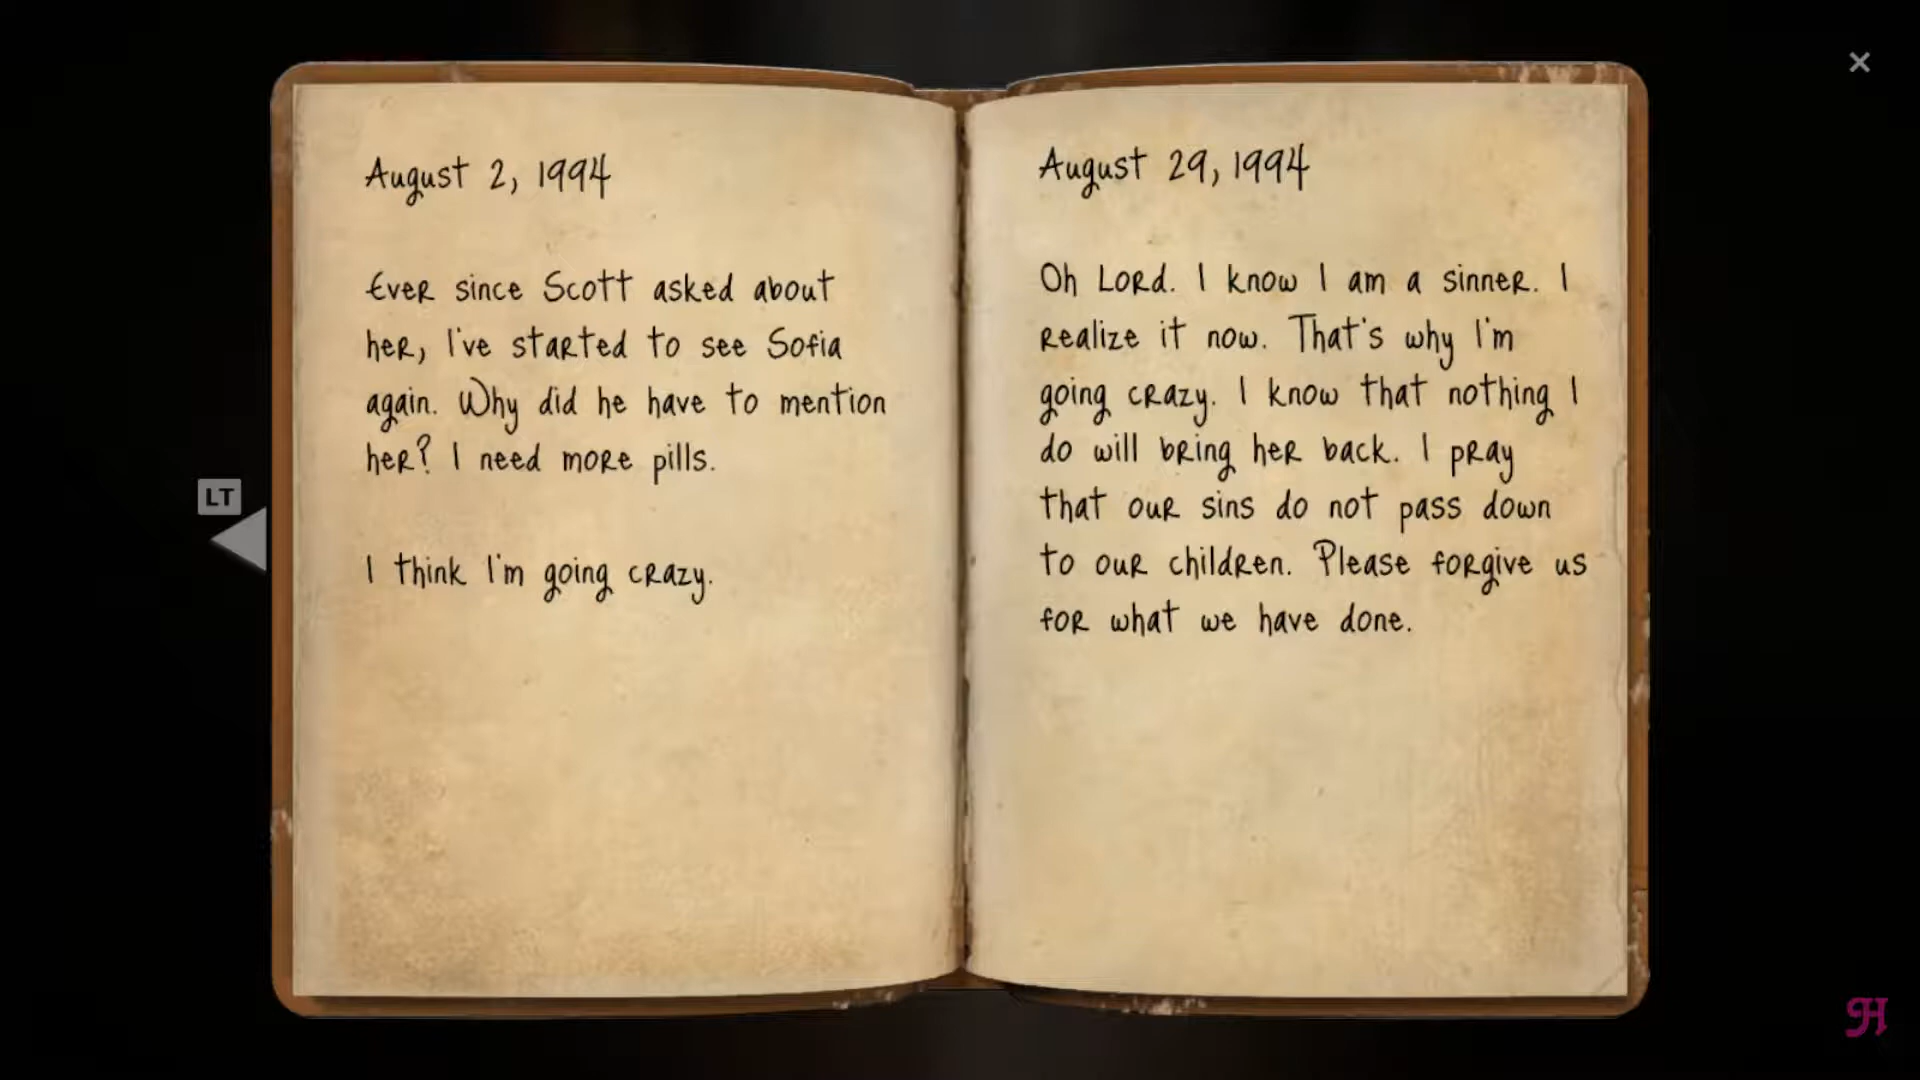 August 2, 1994
Ever since Scott asked about
her, I've started to see Sofia
again. Why did he have to mention
her? I need more pills.
I think I'm going crazy.
August 29, 1994
Oh Lord. I know I am a sinner. I
realize it now. That's why I'm
going crazy. I know that nothing I
do will bring her back. I pray
that our sins do not pass down
to our children. Please forgive us
for what we have done.
LT